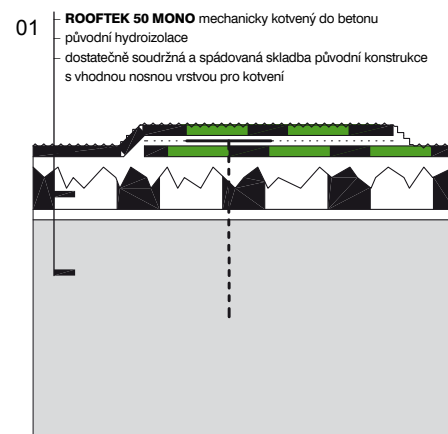 01
ROOFTEK 50 MONO mechanicky kotvený do betonu
původní hydroizolace
dostatečně soudržná a spádovaná skladba původní konstrukce
s vhodnou nosnou vrstvou pro kotvení